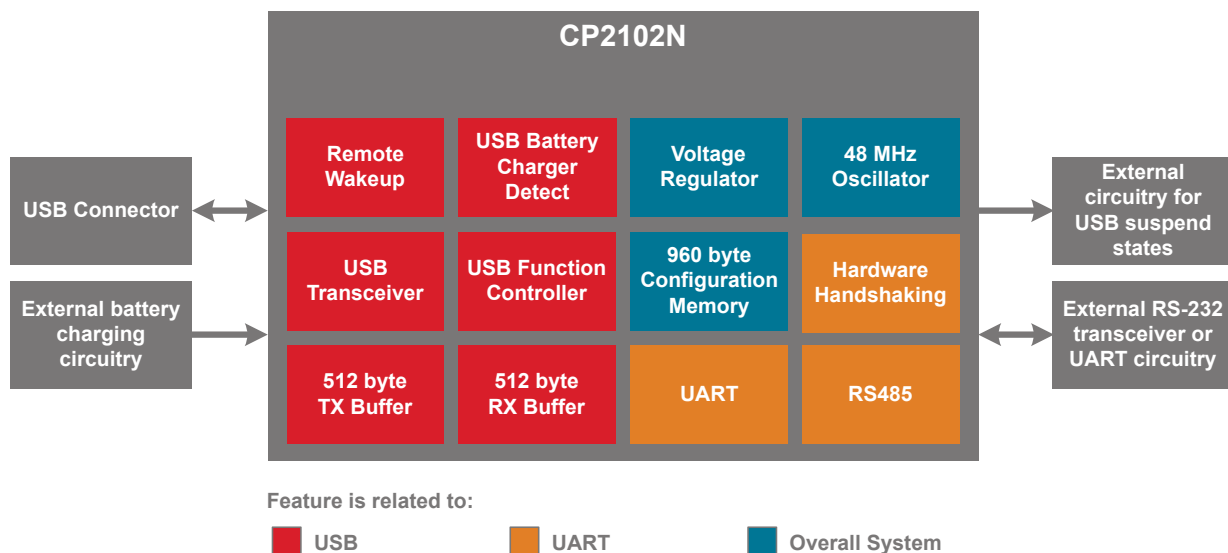 CP2102N
Remote
Wakeup
USB Battery
Charger
Detect
Voltage
Regulator
48 MHz
Oscillator
USB Connector
External
circuitry for
USB suspend
states
USB
Transceiver
USB Function
Controller
960 byte
Configuration
Memory
Hardware
Handshaking
External battery
charging
circuitry
External RS-232
transceiver or
UART circuitry
512 byte
TX Buffer
512 byte
RX Buffer
UART
RS485
Feature is related to:
USB
UART
Overall System